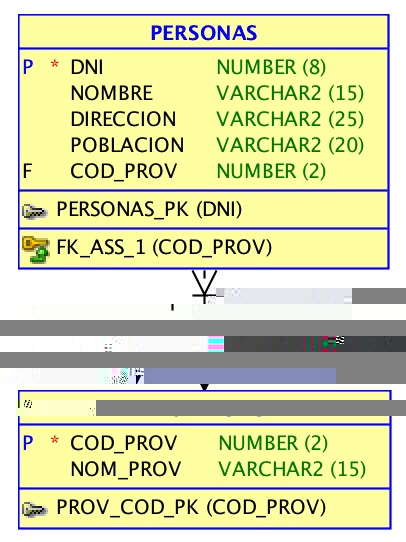 PERSONAS
P * DNI NUMBER (8)
NOMBRE VARCHAR2 (15)
DIRECCION VARCHAR2 (25)
POBLACION VARCHAR2 (20)
F COD_PROV NUMBER (2)
PERSONAS_PK (DNI)
FK_ASS_1 (COD_PROV)
P * COD_PROV NUMBER (2)
NOM_PROV VARCHAR2 (15)
PROV_COD_PK (COD_PROV)